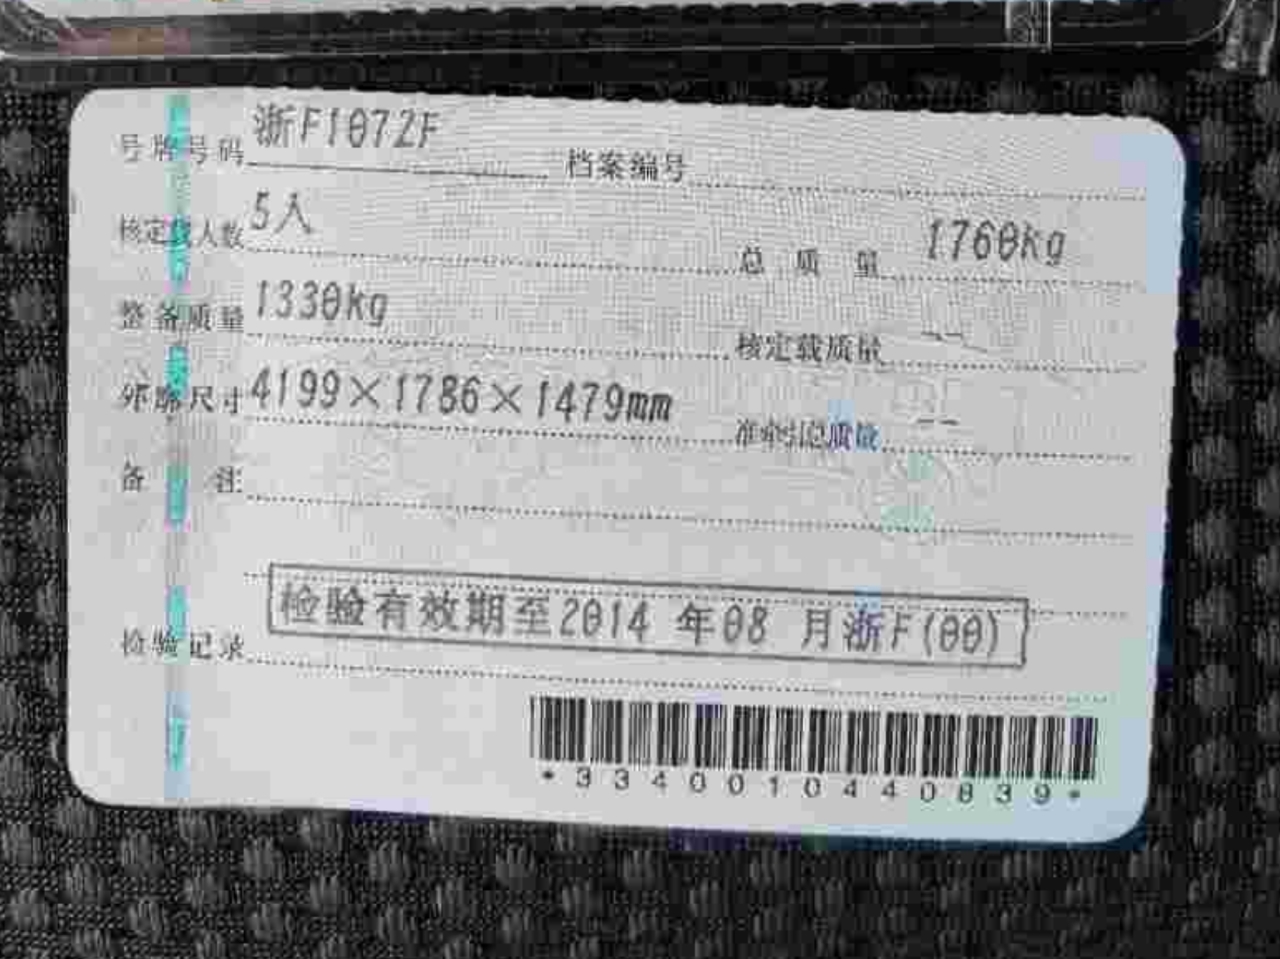 号牌号码 浙F1072F 档案编号
核定载人数 5人 总质量 1760kg
整备质量 1330kg 核定载质量 --
外廓尺寸 4199×1786×1479mm 准牵引总质量 --
备注
检验记录 检验有效期至2014 年08 月浙F(00)
*3340010440839*